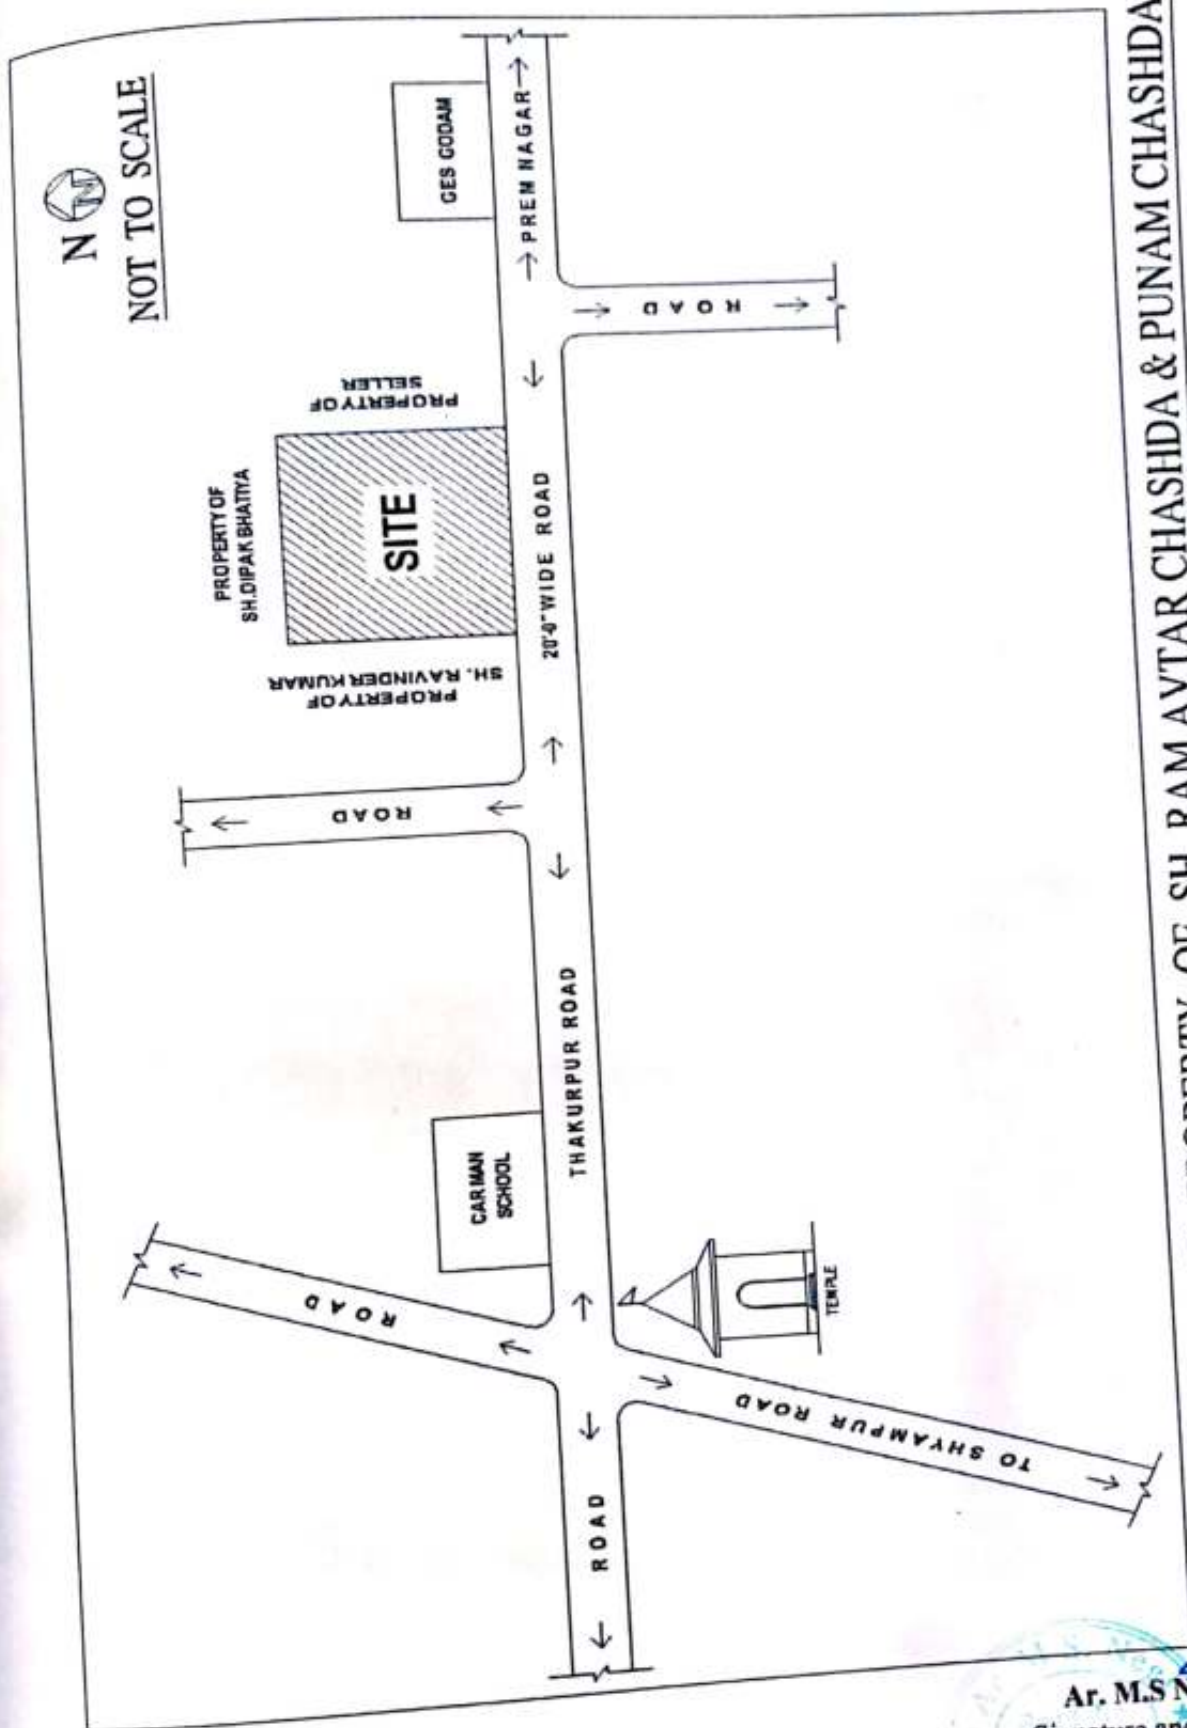 N
NOT TO SCALE
PROPERTY OF
SH.DIPAK BHATIYA
PROPERTY OF
SH. RAVINDER KUMAR
SITE
PROPERTY OF
SELLER
GES GODAM
ROAD
ROAD
CARMAN
SCHOOL
ROAD
THAKURPUR ROAD
20'-0" WIDE ROAD
PREM NAGAR
ROAD
TO SHYAMPUR ROAD
TEMPLE
OF SH. RAM AVTAR CHASHDA & PUNAM CHASHDA
Ar. M.S